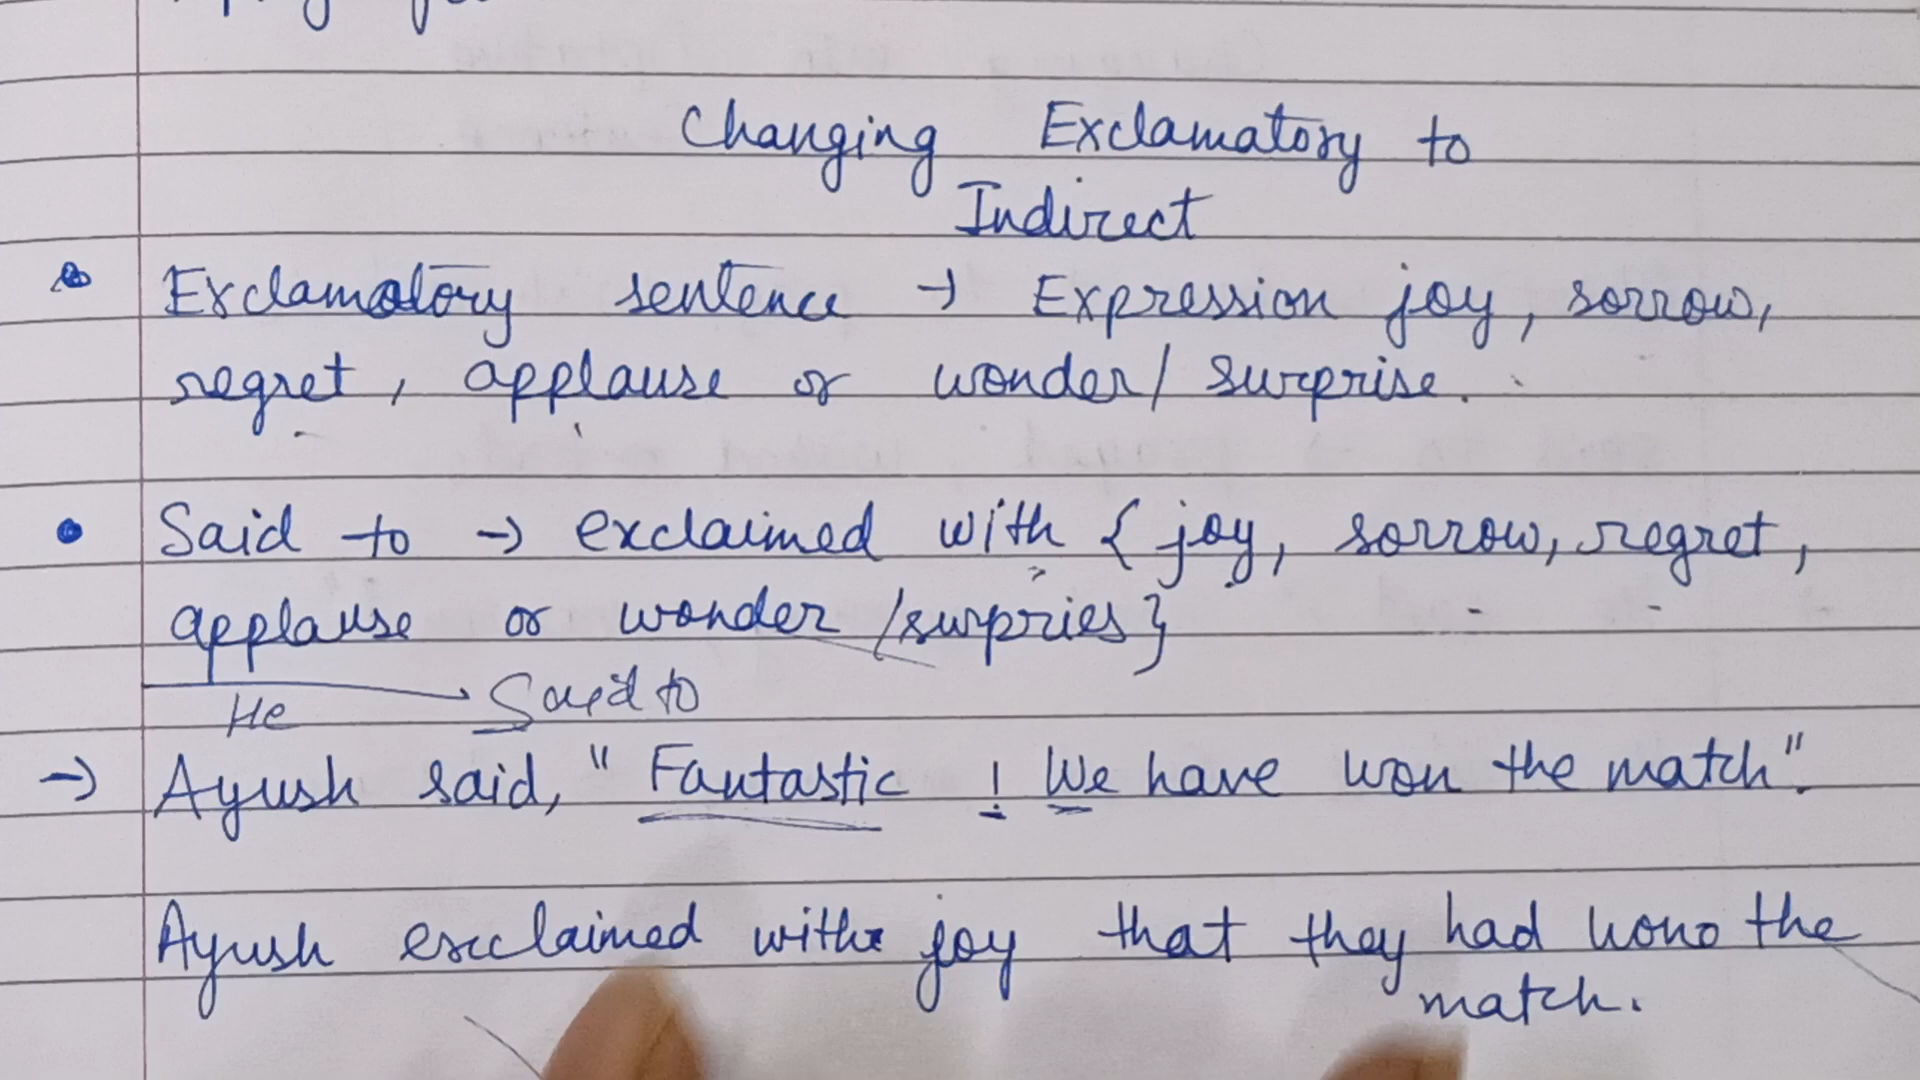 Changing Exclamatory to
Indirect
Exclamatory sentence → Expression joy, sorrow,
regret, applause or wonder/ surprise.
• Said to → exclaimed with { joy, sorrow, regret,
applause or wonder /surpries}
He Said to
→ Ayush said, " Fantastic ! We have won the match".
Ayush exclaimed with joy that they had won the
match.